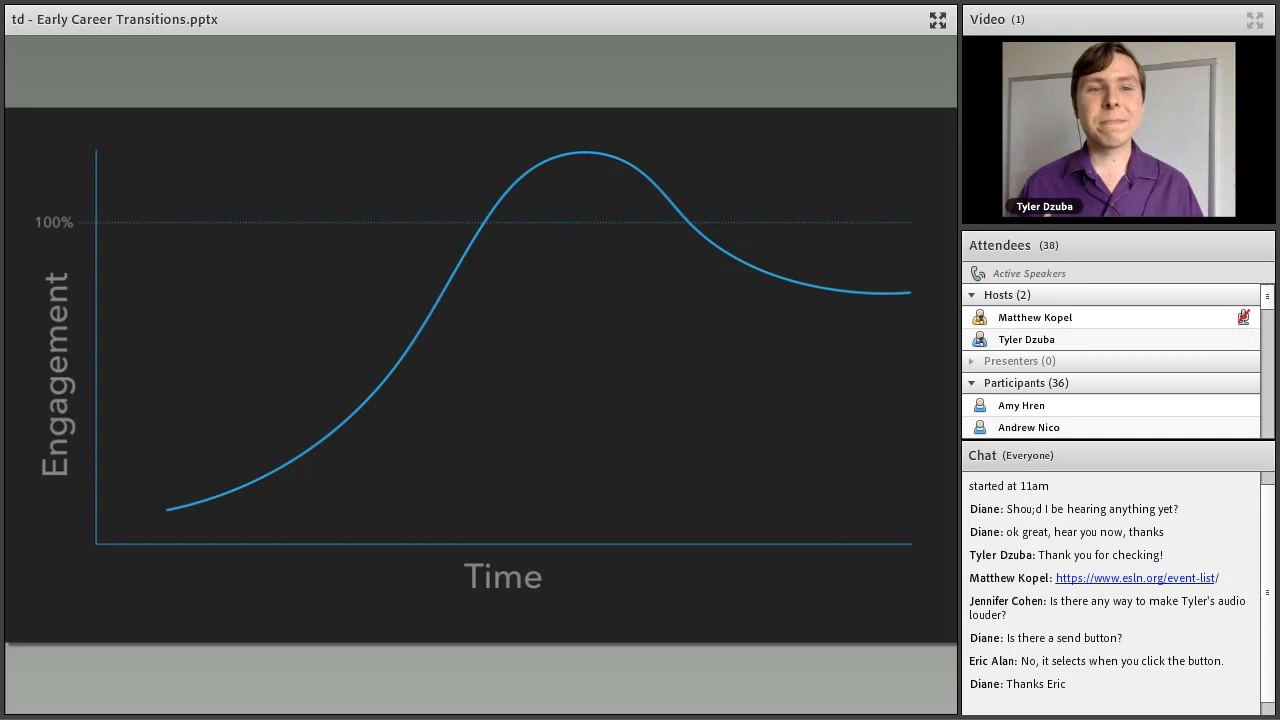 td - Early Career Transitions.pptx
100%
Engagement
Time
Video (1)
Tyler Dzuba
Attendees (38)
Active Speakers
Hosts (2)
Matthew Kopel
Tyler Dzuba
Presenters (0)
Participants (36)
Amy Hren
Andrew Nico
Chat (Everyone)
started at 11am
Diane: Shou;d I be hearing anything yet?
Diane: ok great, hear you now, thanks
Tyler Dzuba: Thank you for checking!
Matthew Kopel: https://www.esln.org/event-list/
Jennifer Cohen: Is there any way to make Tyler's audio
louder?
Diane: Is there a send button?
Eric Alan: No, it selects when you click the button.
Diane: Thanks Eric